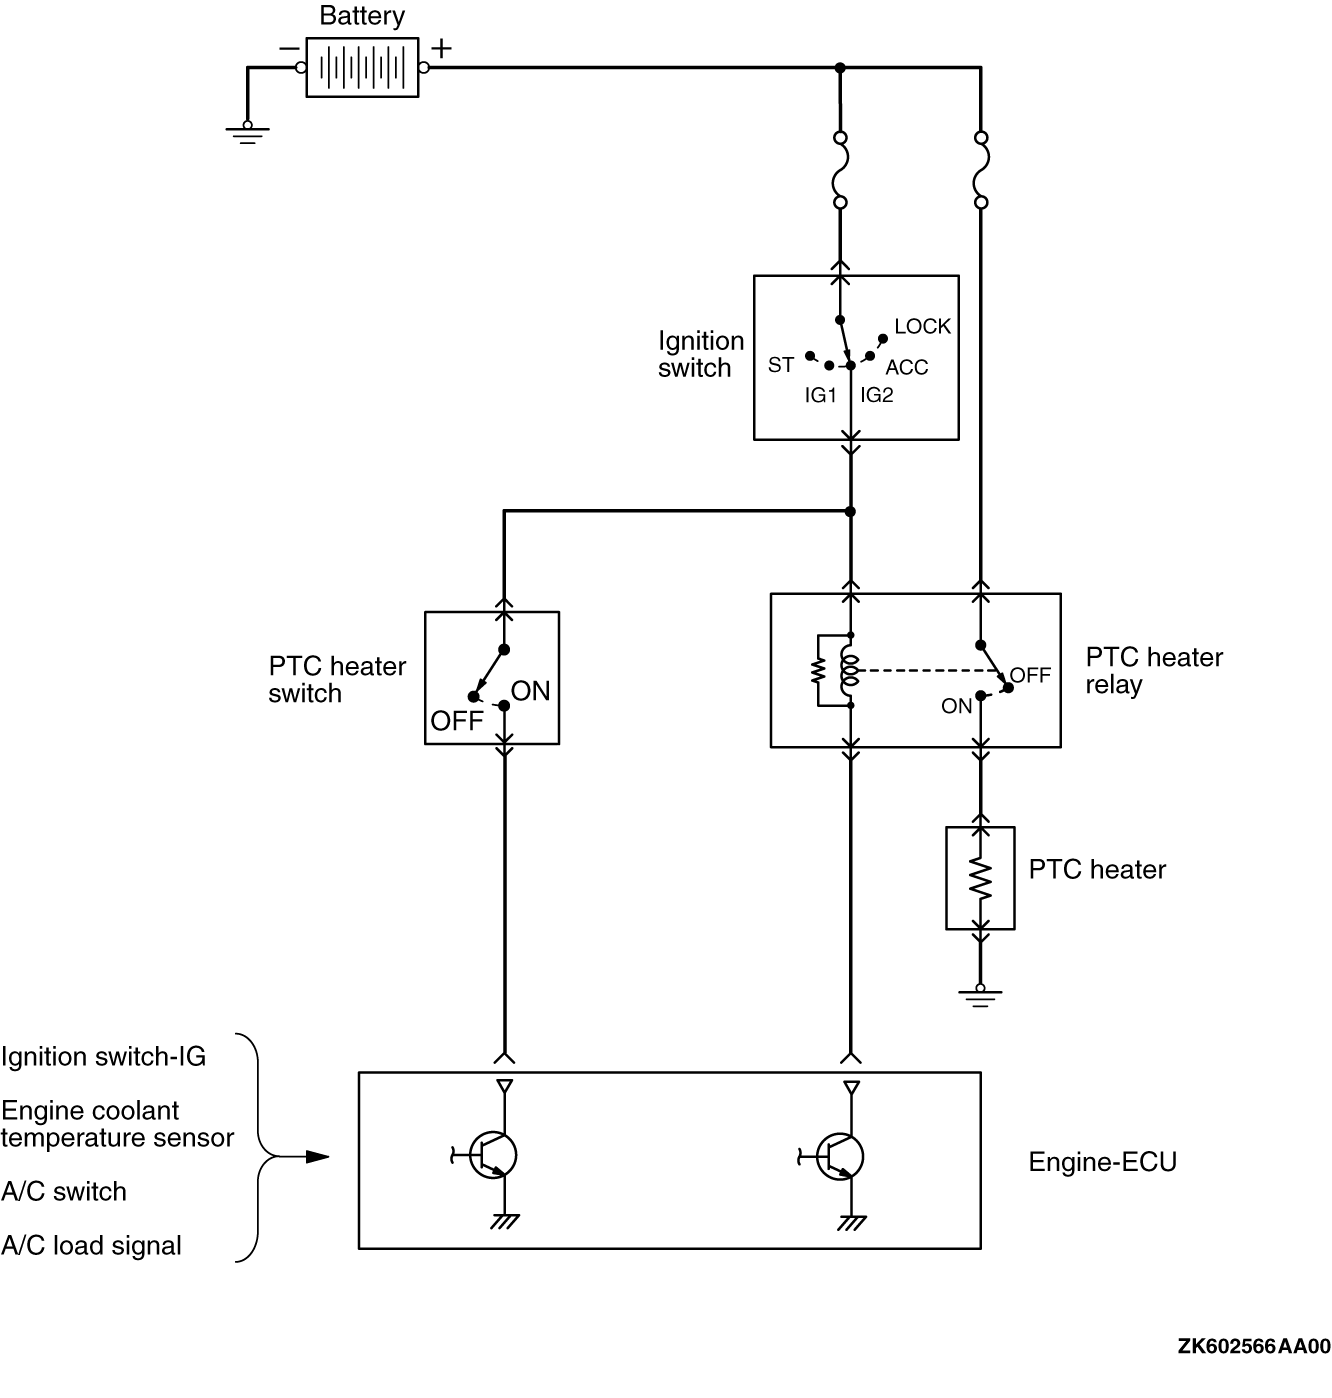 Battery
− +
Ignition
switch
LOCK
ST
ACC
IG1 IG2
PTC heater
switch
ON
OFF
PTC heater
relay
OFF
ON
PTC heater
Ignition switch-IG
Engine coolant
temperature sensor
A/C switch
A/C load signal
Engine-ECU
ZK602566AA00